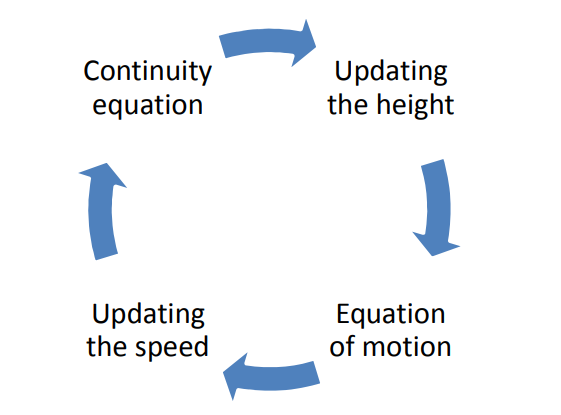 Continuity
equation
Updating
the height
Equation
of motion
Updating
the speed